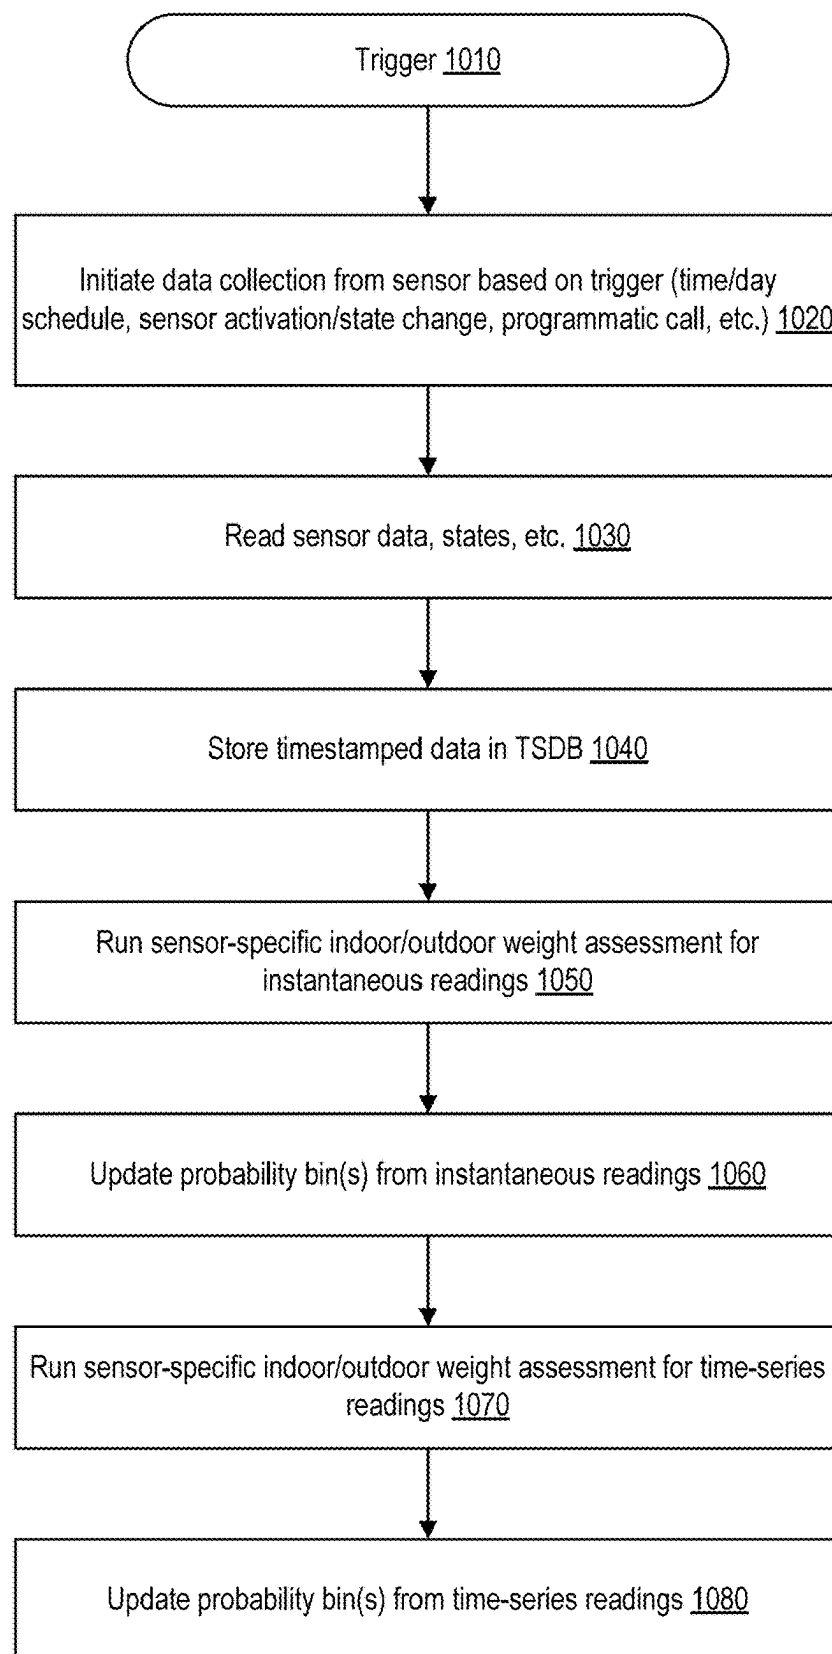 Trigger 1010
Initiate data collection from sensor based on trigger (time/day
schedule, sensor activation/state change, programmatic call, etc.) 1020
Read sensor data, states, etc. 1030
Store timestamped data in TSDB 1040
Run sensor-specific indoor/outdoor weight assessment for
instantaneous readings 1050
Update probability bin(s) from instantaneous readings 1060
Run sensor-specific indoor/outdoor weight assessment for time-series
readings 1070
Update probability bin(s) from time-series readings 1080